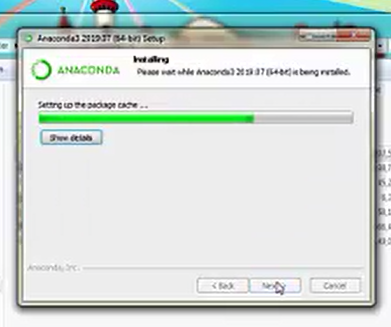 Anaconda3 2019.07 (64-bit) Setup
Installing
Please wait while Anaconda3 2019.07 (64-bit) is being installed.
ANACONDA
Setting up the package cache ...
Show details
Anaconda, Inc.
< Back
Next >
Cancel